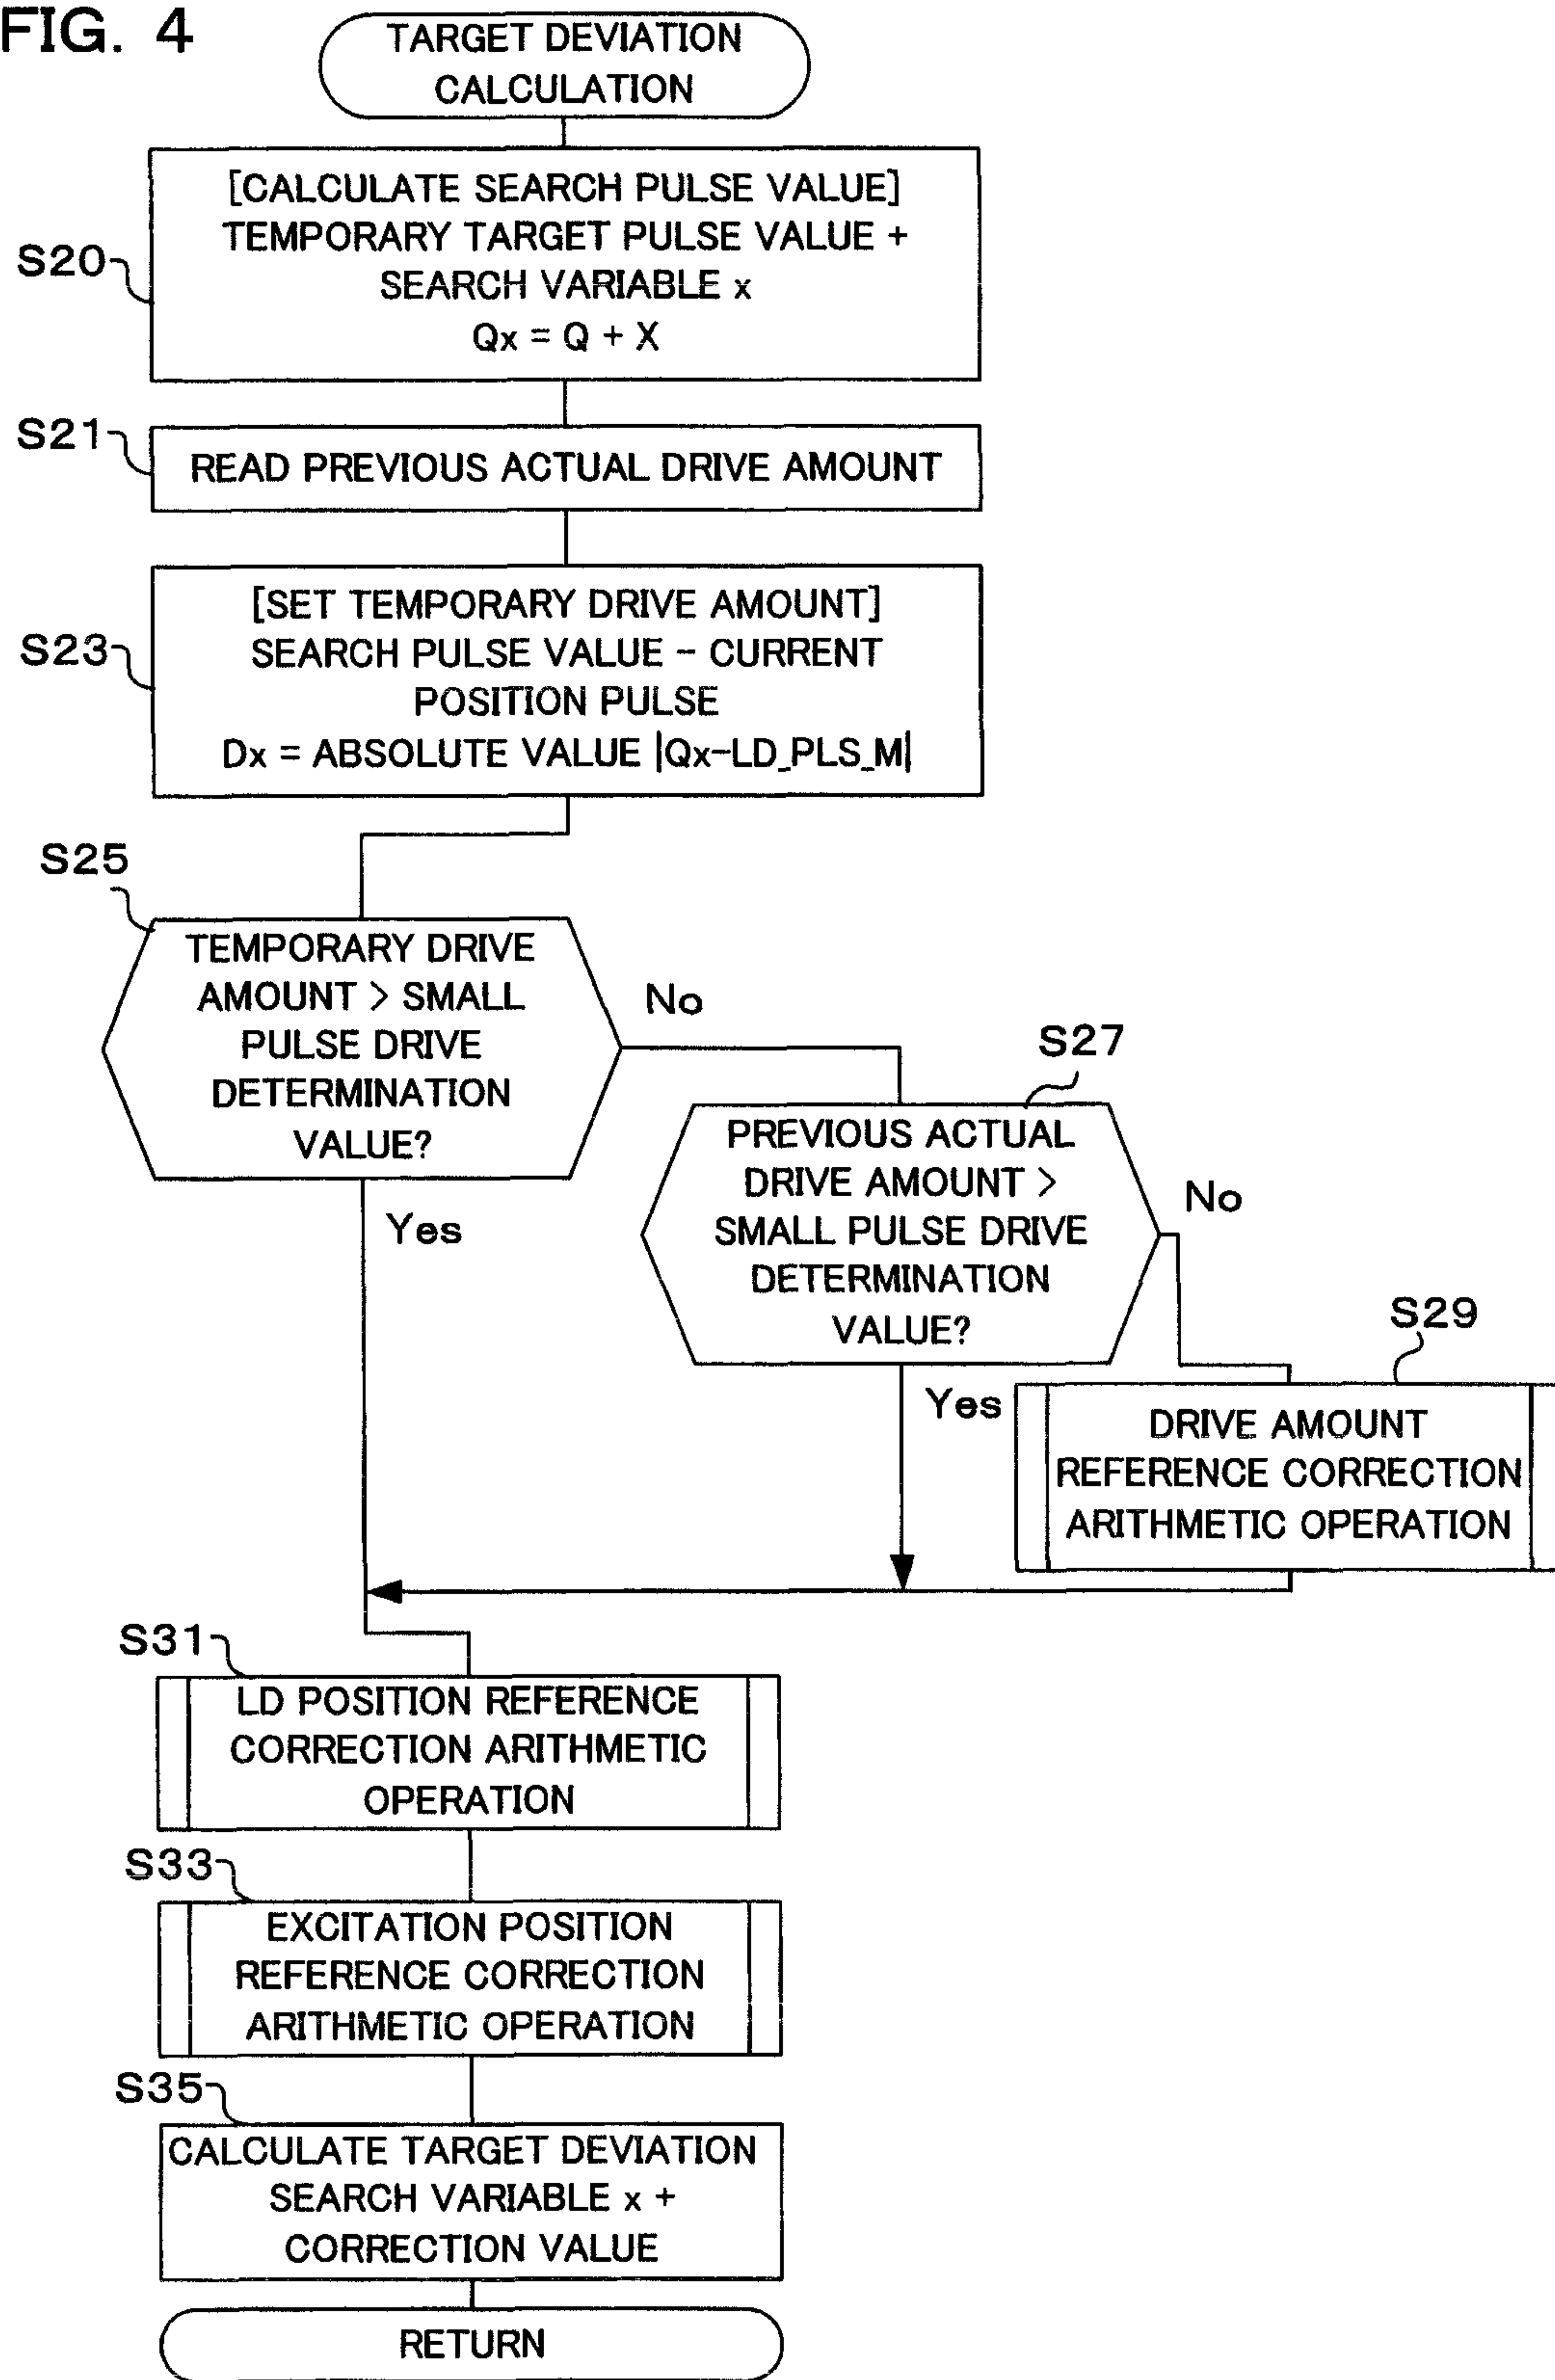 FIG. 4
TARGET DEVIATION
CALCULATION
S20
[CALCULATE SEARCH PULSE VALUE]
TEMPORARY TARGET PULSE VALUE +
SEARCH VARIABLE x
Qx = Q + X
S21
READ PREVIOUS ACTUAL DRIVE AMOUNT
S23
[SET TEMPORARY DRIVE AMOUNT]
SEARCH PULSE VALUE - CURRENT
POSITION PULSE
Dx = ABSOLUTE VALUE |Qx-LD_PLS_M|
S25
TEMPORARY DRIVE
AMOUNT > SMALL
PULSE DRIVE
DETERMINATION
VALUE?
No
Yes
S27
PREVIOUS ACTUAL
DRIVE AMOUNT >
SMALL PULSE DRIVE
DETERMINATION
VALUE?
No
Yes
S29
DRIVE AMOUNT
REFERENCE CORRECTION
ARITHMETIC OPERATION
S31
LD POSITION REFERENCE
CORRECTION ARITHMETIC
OPERATION
S33
EXCITATION POSITION
REFERENCE CORRECTION
ARITHMETIC OPERATION
S35
CALCULATE TARGET DEVIATION
SEARCH VARIABLE x +
CORRECTION VALUE
RETURN